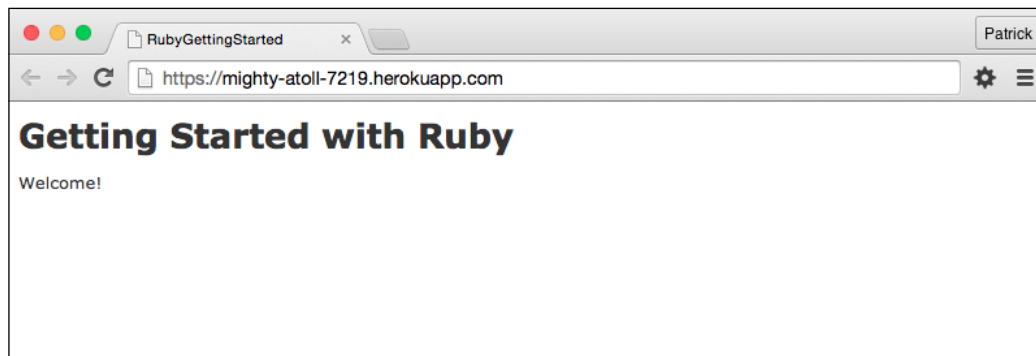 RubyGettingStarted
Patrick
https://mighty-atoll-7219.herokuapp.com
Getting Started with Ruby
Welcome!